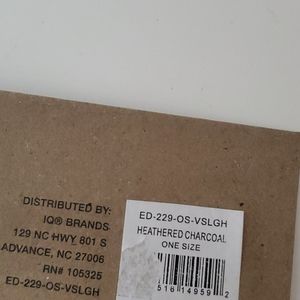 DISTRIBUTED BY:
IQ® BRANDS
129 NC HWY 801 S
ADVANCE, NC 27006
RN# 105325
ED-229-OS-VSLGH
ED-229-OS-VSLGH
HEATHERED CHARCOAL
ONE SIZE